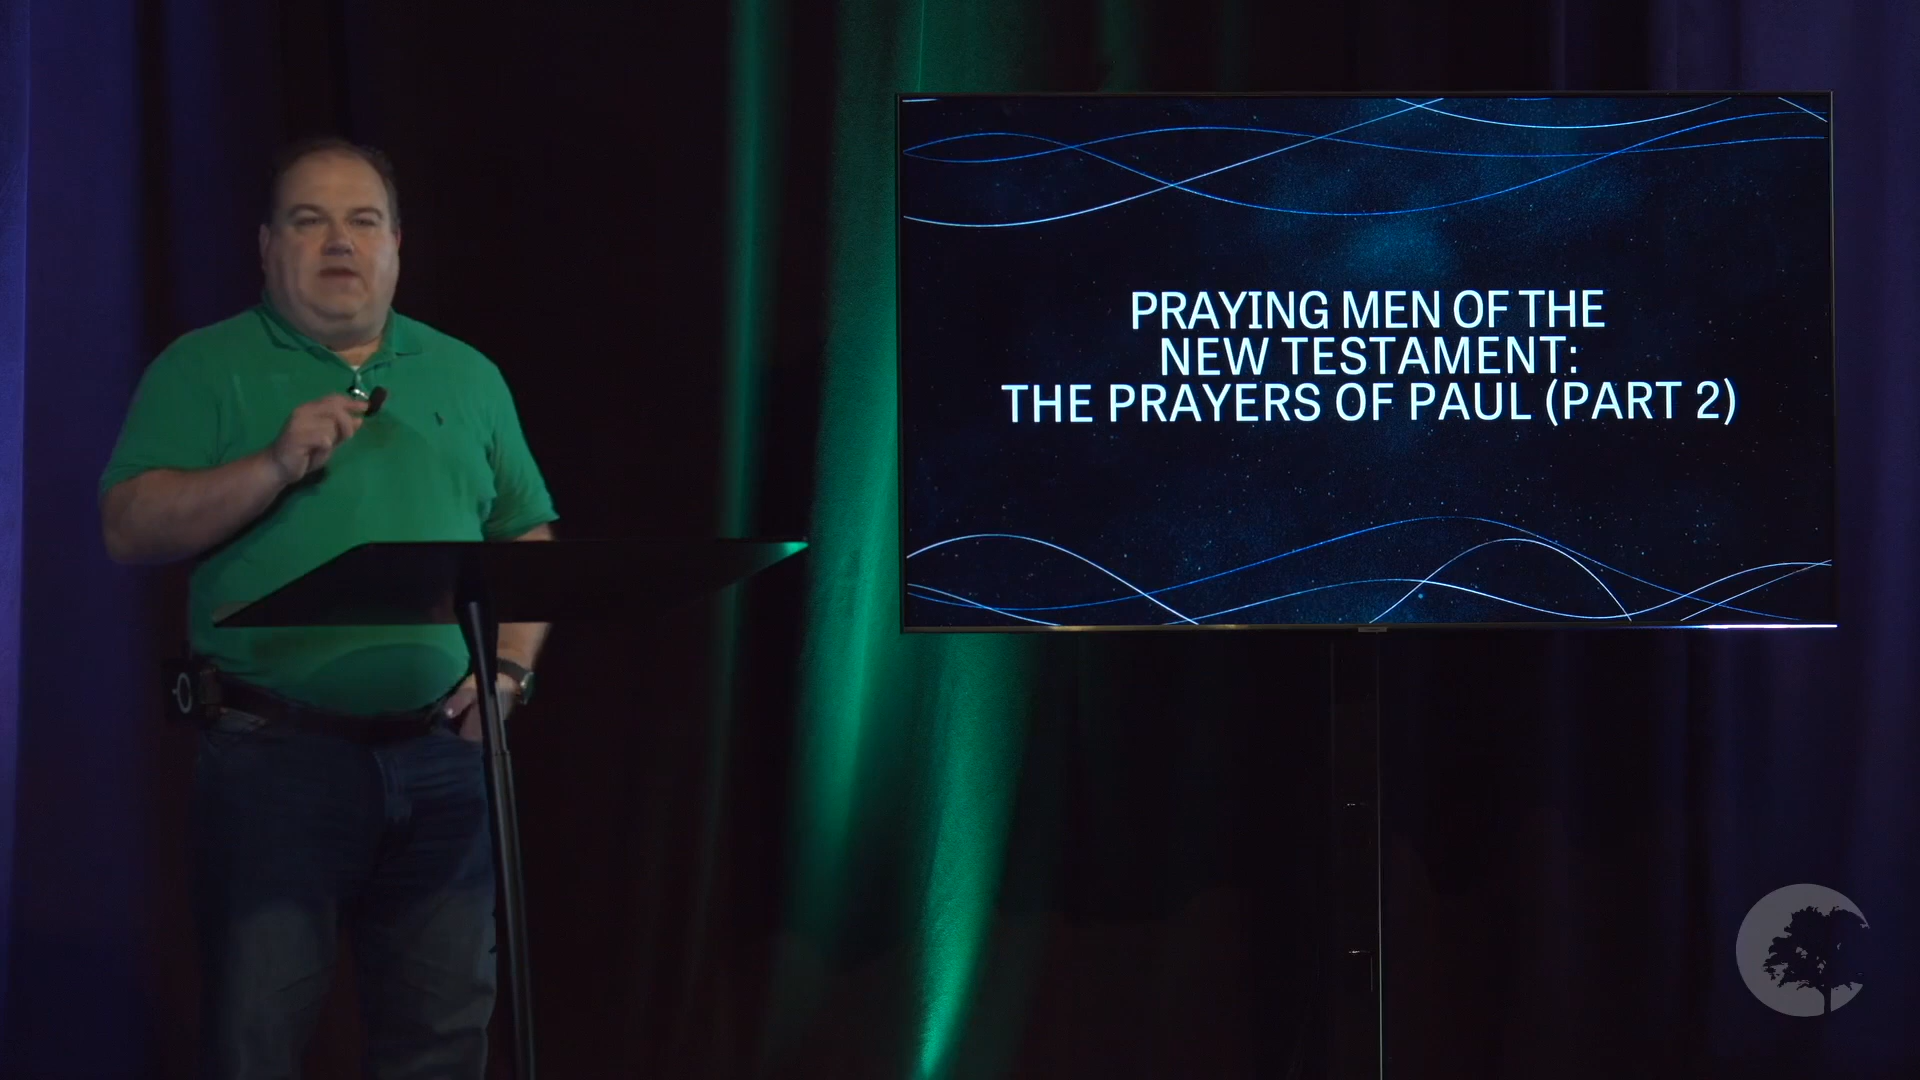 PRAYING MEN OF THE
NEW TESTAMENT:
THE PRAYERS OF PAUL (PART 2)